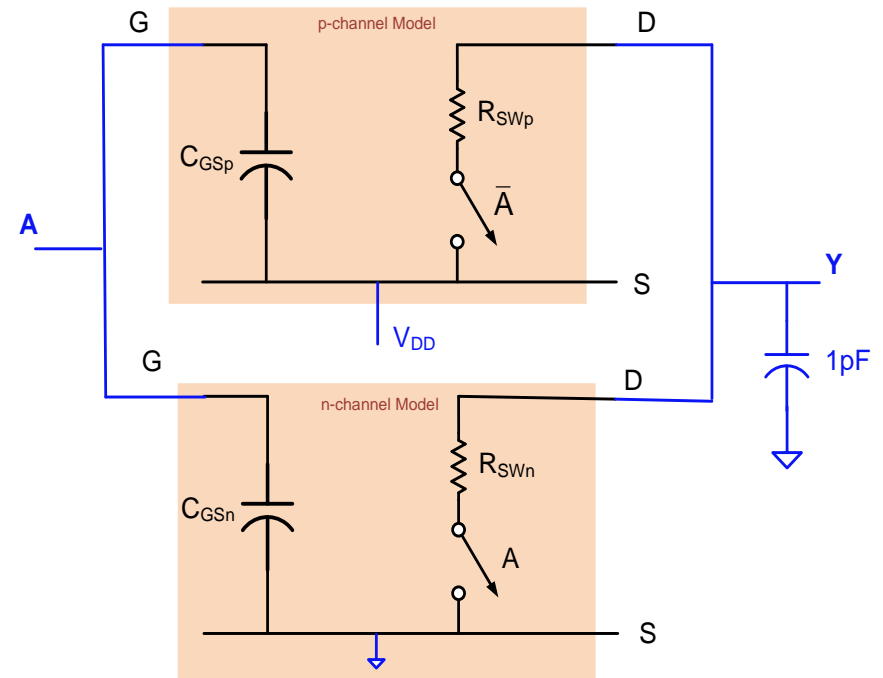 G
p-channel Model
D
R_SWp
C_GSp
A̅
A
S
Y
V_DD
G
1pF
D
n-channel Model
R_SWn
C_GSn
A
S